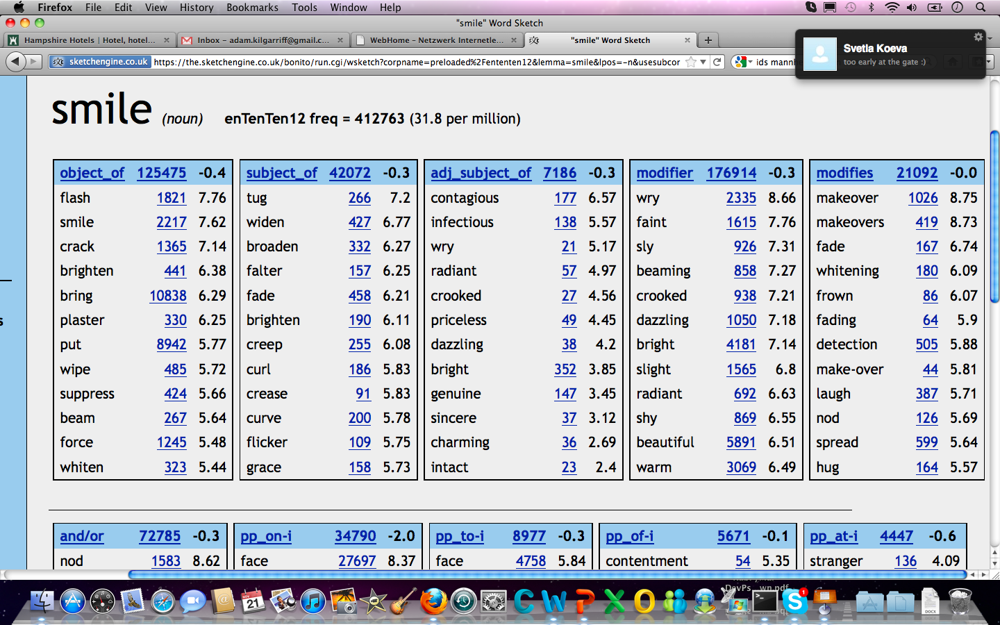 Firefox File Edit View History Bookmarks Tools Window Help
"smile" Word Sketch
Hampshire Hotels | Hotel, hotel... Inbox – adam.kilgarriff@gmail.c... WebHome – Netzwerk Internetle... "smile" Word Sketch
Svetla Koeva
too early at the gate :)
sketchengine.co.uk https://the.sketchengine.co.uk/bonito/run.cgi/wsketch?corpname=preloaded%2Fententen12&lemma=smile&lpos=-n&usesubcor ids mannh
smile (noun) enTenTen12 freq = 412763 (31.8 per million)
object_of 125475 -0.4 subject_of 42072 -0.3 adj_subject_of 7186 -0.3 modifier 176914 -0.3 modifies 21092 -0.0
flash 1821 7.76 tug 266 7.2 contagious 177 6.57 wry 2335 8.66 makeover 1026 8.75
smile 2217 7.62 widen 427 6.77 infectious 138 5.57 faint 1615 7.76 makeovers 419 8.73
crack 1365 7.14 broaden 332 6.27 wry 21 5.17 sly 926 7.31 fade 167 6.74
brighten 441 6.38 falter 157 6.25 radiant 57 4.97 beaming 858 7.27 whitening 180 6.09
bring 10838 6.29 fade 458 6.21 crooked 27 4.56 crooked 938 7.21 frown 86 6.07
plaster 330 6.25 brighten 190 6.11 priceless 49 4.45 dazzling 1050 7.18 fading 64 5.9
s
put 8942 5.77 creep 255 6.08 dazzling 38 4.2 bright 4181 7.14 detection 505 5.88
wipe 485 5.72 curl 186 5.83 bright 352 3.85 slight 1565 6.8 make-over 44 5.81
suppress 424 5.66 crease 91 5.83 genuine 147 3.45 radiant 692 6.63 laugh 387 5.71
beam 267 5.64 curve 200 5.78 sincere 37 3.12 shy 869 6.55 nod 126 5.69
force 1245 5.48 flicker 109 5.75 charming 36 2.69 beautiful 5891 6.51 spread 599 5.64
whiten 323 5.44 grace 158 5.73 intact 23 2.4 warm 3069 6.49 hug 164 5.57
and/or 72785 -0.3 pp_on-i 34790 -2.0 pp_to-i 8977 -0.3 pp_of-i 5671 -0.1 pp_at-i 4447 -0.6
nod 1583 8.62 face 27697 8.37 face 4758 5.84 contentment 54 5.35 stranger 136 4.09
DevPs wn.pdf
NOV
21
1
DOCX